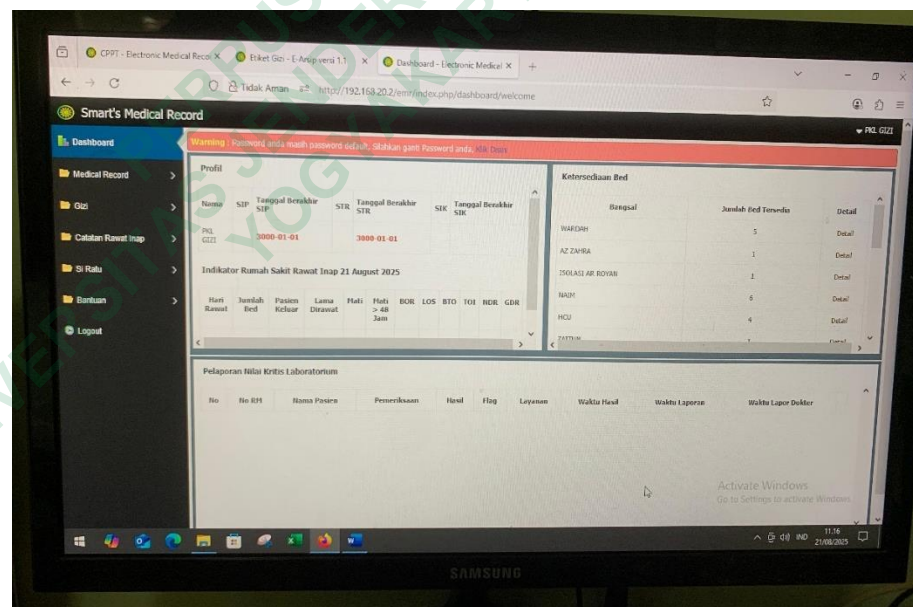 CPPT - Electronic Medical Reco
Etiket Gizi - E-Arsip versi 1.1
Dashboard - Electronic Medical
Tidak Aman
http://192.168.20.2/emr/index.php/dashboard/welcome
Smart's Medical Record
PKL GIZI
Dashboard
Medical Record
Gizi
Catatan Rawat Inap
Si Ratu
Bantuan
Logout
Warning : Password anda masih password default, Silahkan ganti Password anda, Klik Disini
Profil
Nama SIP Tanggal Berakhir SIP STR Tanggal Berakhir STR SIK Tanggal Berakhir SIK
PKL GIZI 3000-01-01 3000-01-01
Indikator Rumah Sakit Rawat Inap 21 August 2025
Hari Rawat Jumlah Bed Pasien Keluar Lama Dirawat Mati Mati > 48 Jam BOR LOS BTO TOI NDR GDR
Ketersediaan Bed
Bangsal Jumlah Bed Tersedia Detail
WARDAH 5 Detail
AZ ZAHRA 1 Detail
ISOLASI AR ROYAN 1 Detail
NAIM 6 Detail
HCU 4 Detail
Pelaporan Nilai Kritis Laboratorium
No No RM Nama Pasien Pemeriksaan Hasil Flag Layanan Waktu Hasil Waktu Laporan Waktu Lapor Dokter
Activate Windows
Go to Settings to activate Windows.
IND
11.16
21/08/2025
SAMSUNG
YOGYAKAR